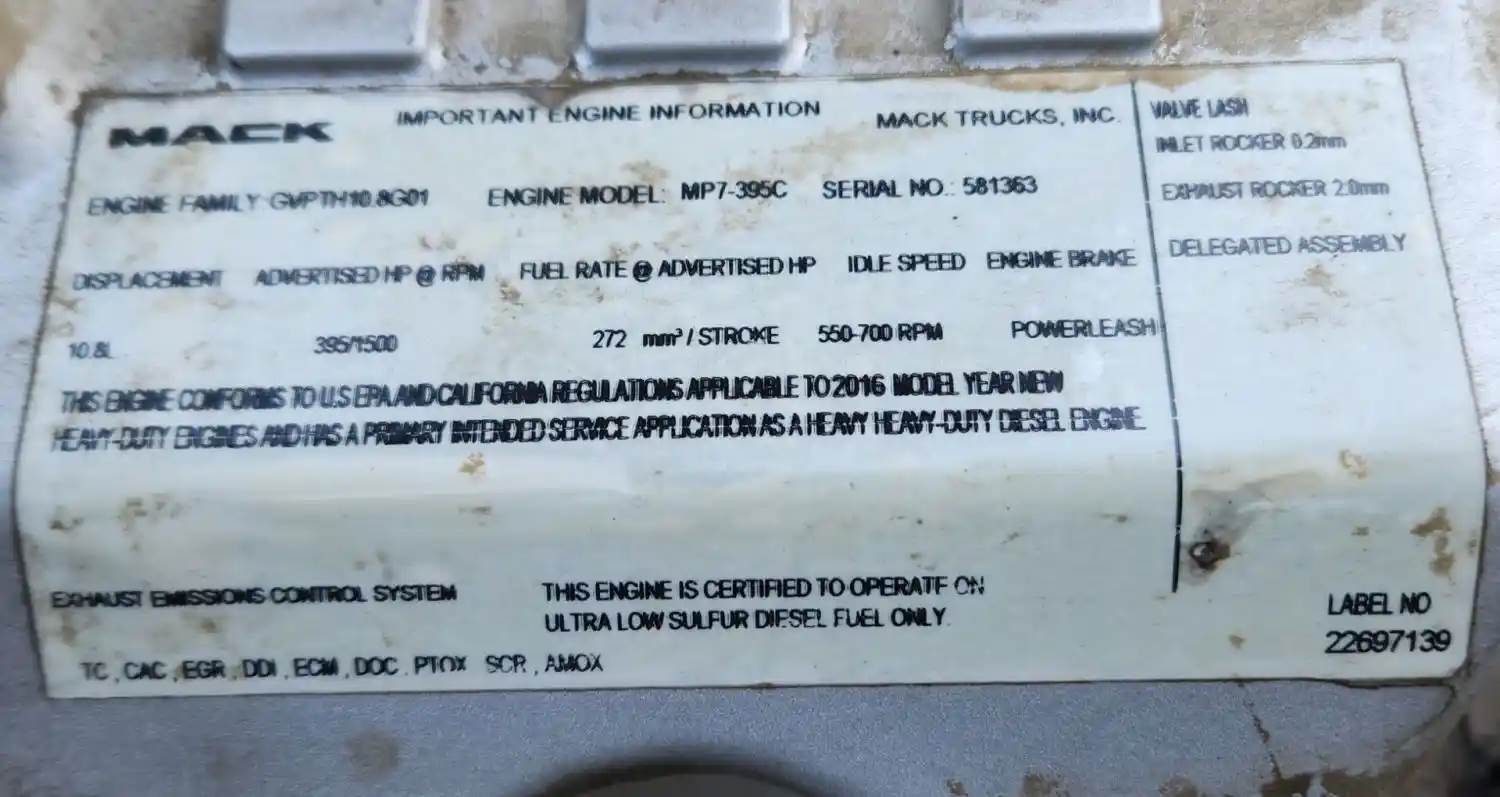 MACK IMPORTANT ENGINE INFORMATION MACK TRUCKS, INC.
ENGINE FAMILY: GVPTH10.8G01 ENGINE MODEL: MP7-395C SERIAL NO.: 581363
DISPLACEMENT ADVERTISED HP @ RPM FUEL RATE @ ADVERTISED HP IDLE SPEED ENGINE BRAKE
10.8L 395/1500 272 mm³ / STROKE 550-700 RPM POWERLEASH
THIS ENGINE CONFORMS TO U.S EPA AND CALIFORNIA REGULATIONS APPLICABLE TO 2016 MODEL YEAR NEW
HEAVY-DUTY ENGINES AND HAS A PRIMARY INTENDED SERVICE APPLICATION AS A HEAVY HEAVY-DUTY DIESEL ENGINE
EXHAUST EMISSIONS CONTROL SYSTEM
TC , CAC , EGR , DDI , ECM , DOC , PTOX SCR , AMOX
THIS ENGINE IS CERTIFIED TO OPERATE ON
ULTRA LOW SULFUR DIESEL FUEL ONLY.
VALVE LASH
INLET ROCKER 0.2mm
EXHAUST ROCKER 2.0mm
DELEGATED ASSEMBLY
LABEL NO
22697139